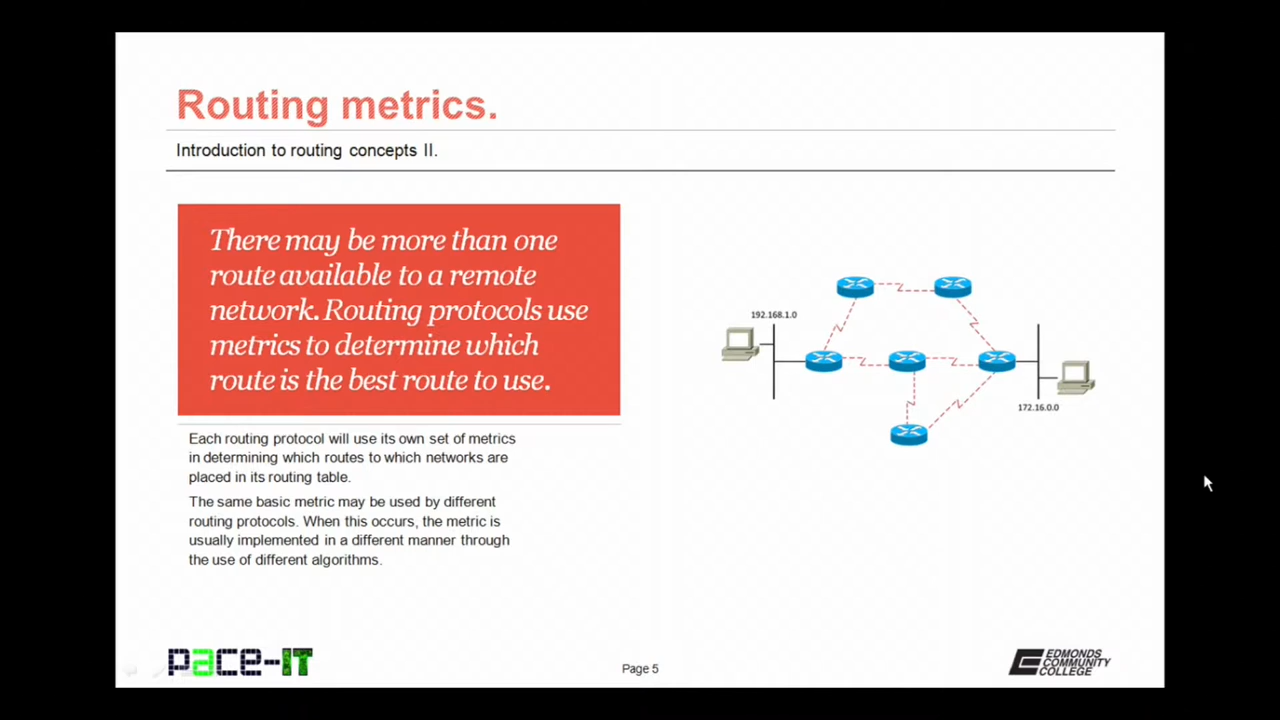 Routing metrics.
Introduction to routing concepts II.
There may be more than one
route available to a remote
network. Routing protocols use
metrics to determine which
route is the best route to use.
Each routing protocol will use its own set of metrics
in determining which routes to which networks are
placed in its routing table.
The same basic metric may be used by different
routing protocols. When this occurs, the metric is
usually implemented in a different manner through
the use of different algorithms.
192.168.1.0
172.16.0.0
pace-IT
Page 5
EDMONDS
COMMUNITY
COLLEGE